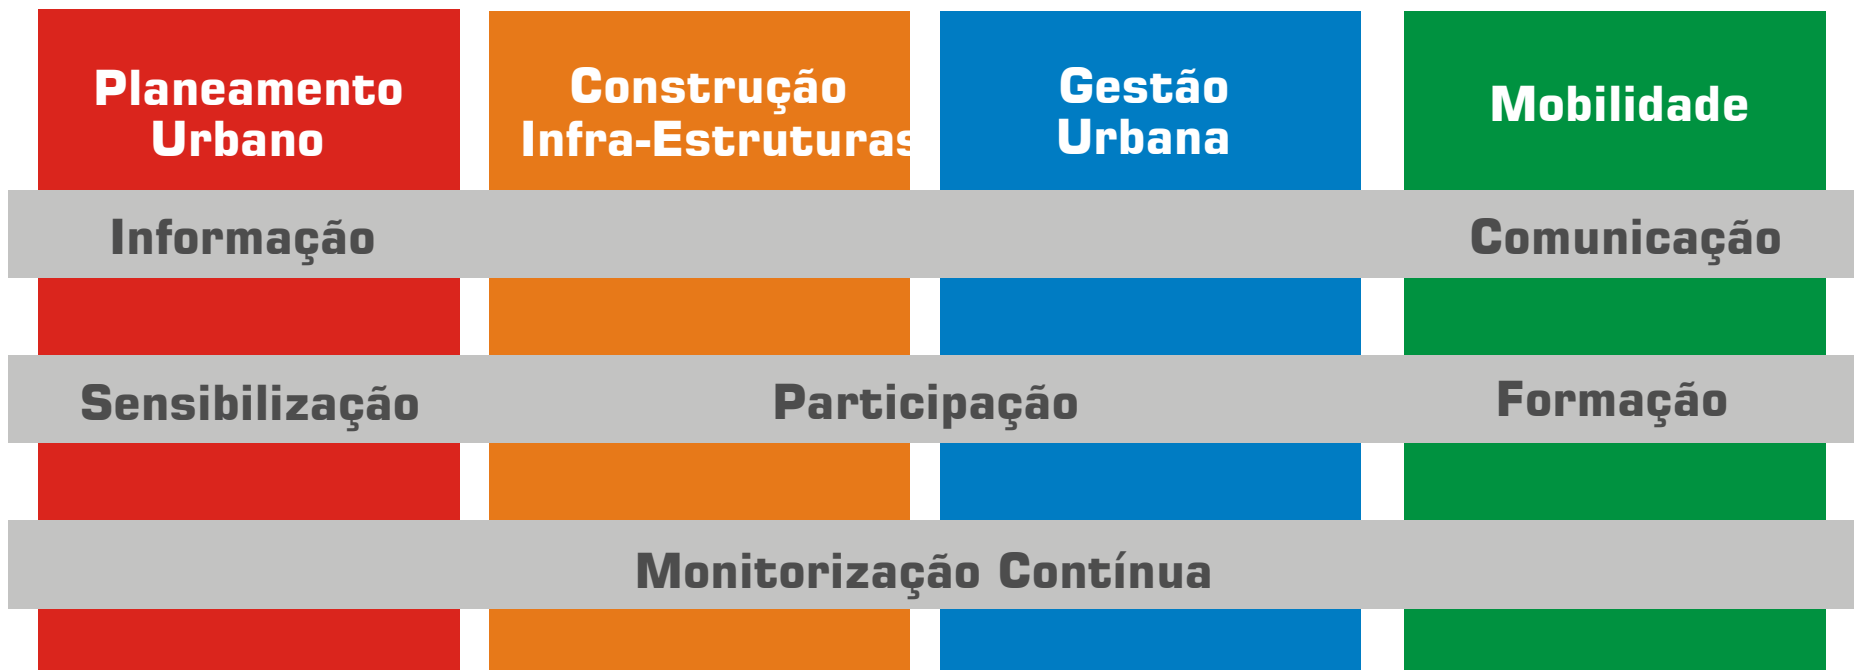 Planeamento
Urbano
Construção
Infra-Estruturas
Gestão
Urbana
Mobilidade
Informação
Comunicação
Sensibilização
Participação
Formação
Monitorização Contínua